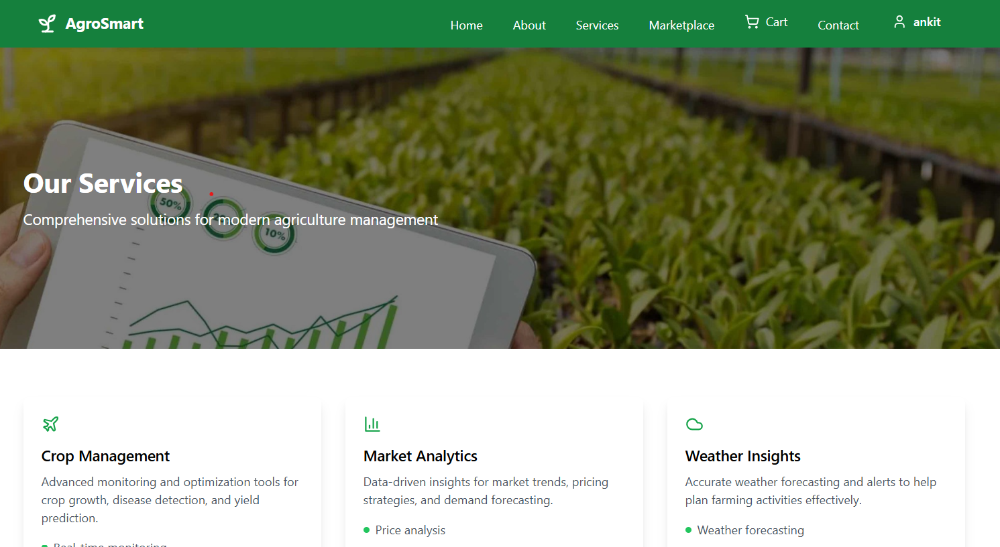 AgroSmart
Home About Services Marketplace Cart Contact ankit
Our Services
50%
Comprehensive solutions for modern agriculture management
10%
Crop Management
Advanced monitoring and optimization tools for
crop growth, disease detection, and yield
prediction.
Real-time monitoring
Market Analytics
Data-driven insights for market trends, pricing
strategies, and demand forecasting.
Price analysis
Weather Insights
Accurate weather forecasting and alerts to help
plan farming activities effectively.
Weather forecasting